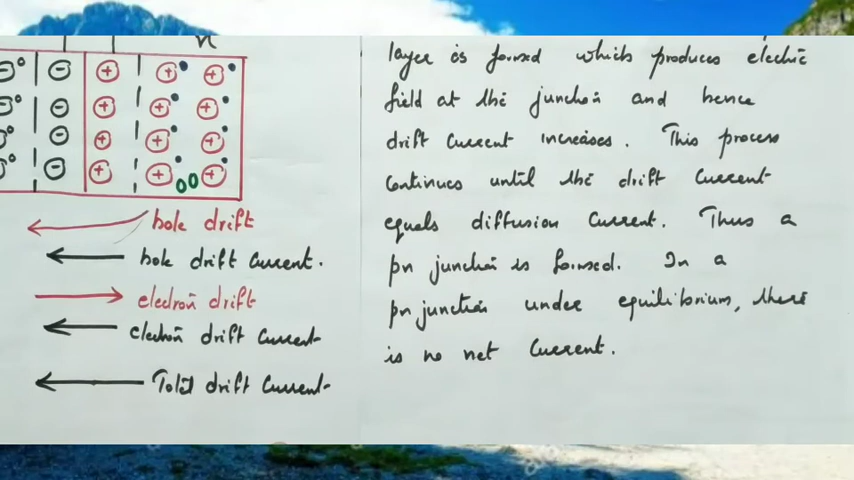 n
hole drift
hole drift Current.
electron drift
electron drift Current
Total drift Current
layer is formed which produces electric
field at the junction and hence
drift Current increases. This process
Continues until the drift Current
equals diffusion Current. Thus a
pn junction is formed. In a
pn junction under equilibrium, there
is no net Current.